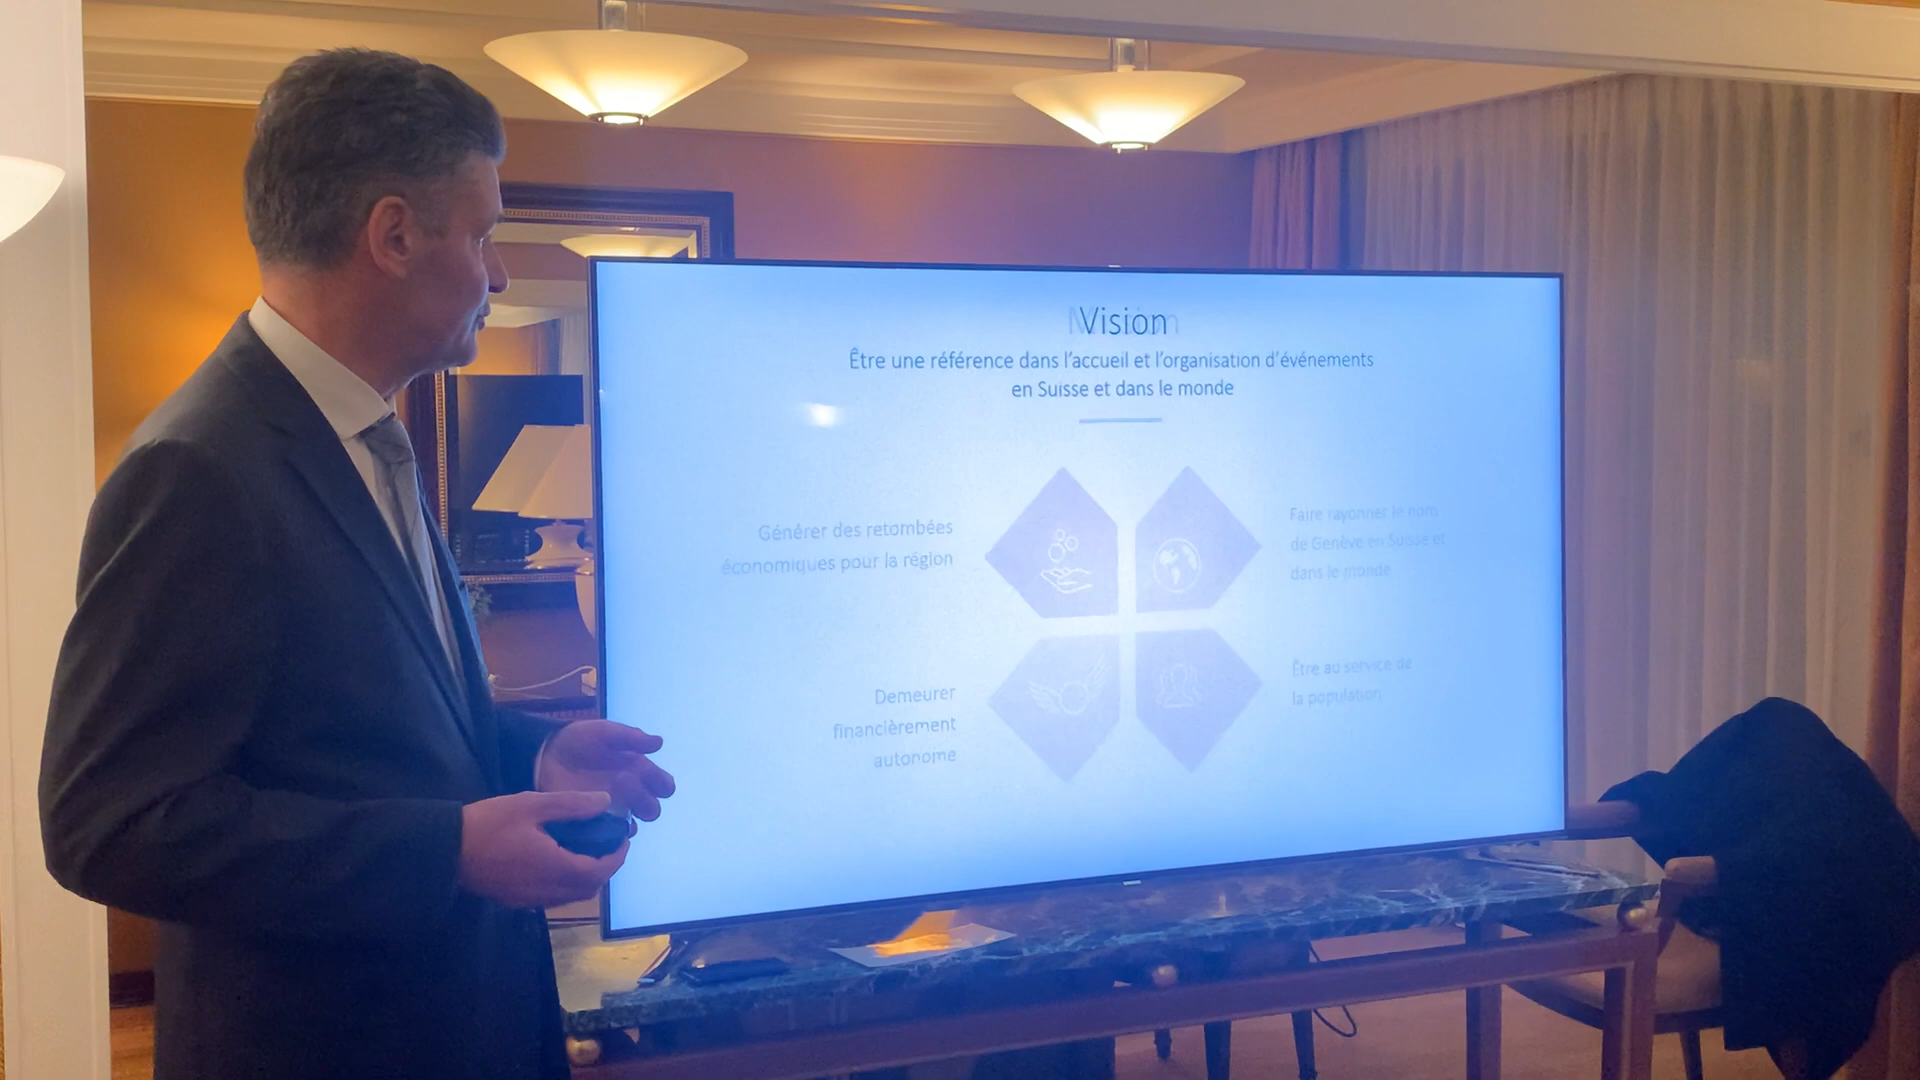 Vision
Être une référence dans l'accueil et l'organisation d'événements
en Suisse et dans le monde
Générer des retombées
économiques pour la région
Faire rayonner le nom
de Genève en Suisse et
dans le monde
Demeurer
financièrement
autonome
Être au service de
la population